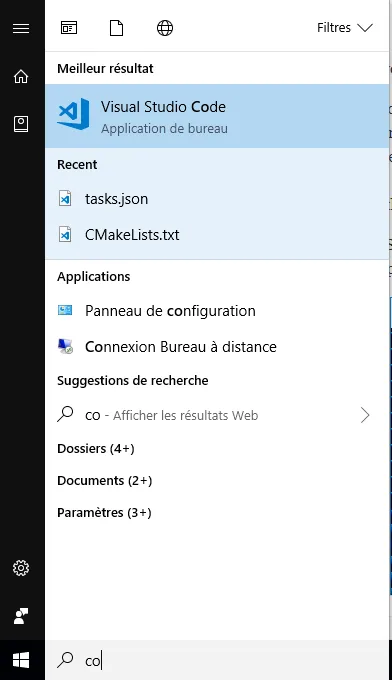 Filtres
Meilleur résultat
Visual Studio Code
Application de bureau
Recent
tasks.json
CMakeLists.txt
Applications
Panneau de configuration
Connexion Bureau à distance
Suggestions de recherche
co - Afficher les résultats Web
Dossiers (4+)
Documents (2+)
Paramètres (3+)
co